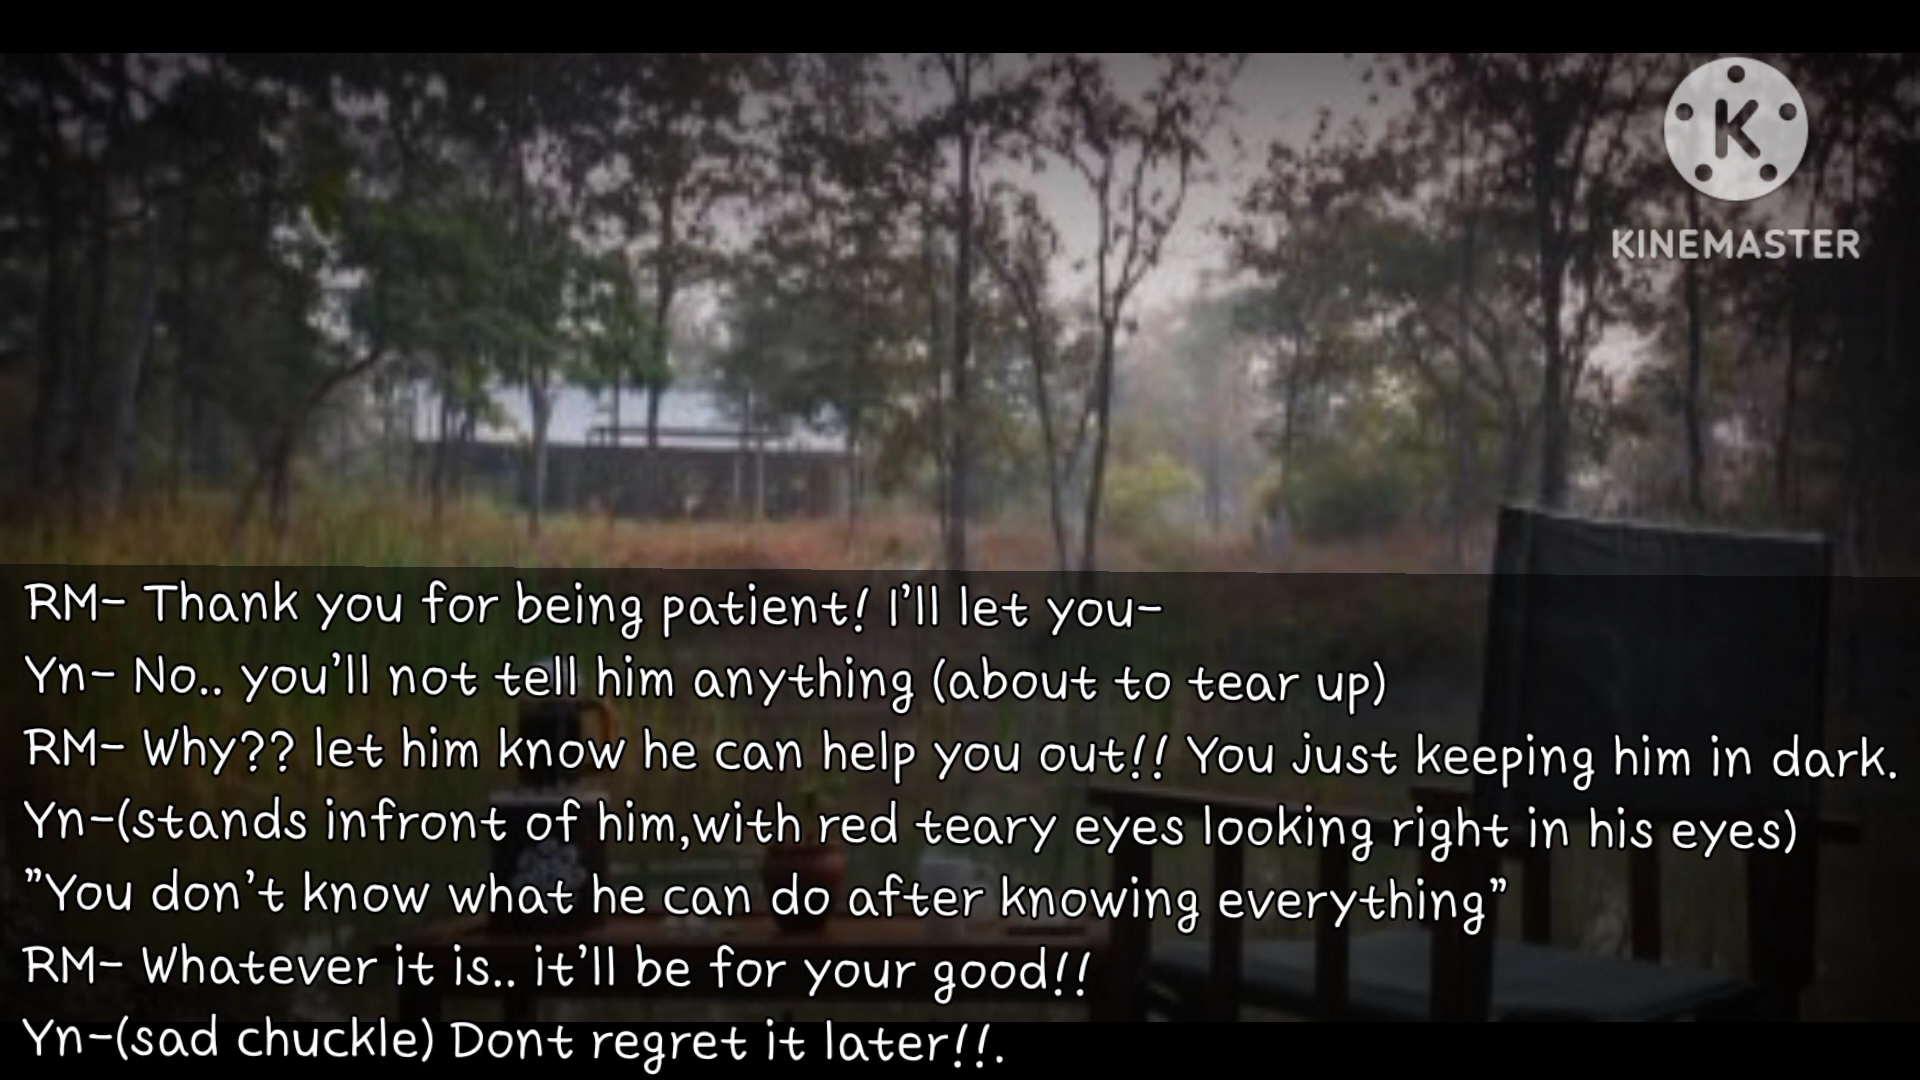 K
KINEMASTER
RM- Thank you for being patient! I'll let you-
Yn- No.. you'll not tell him anything (about to tear up)
RM- Why?? let him know he can help you out!! You just keeping him in dark.
Yn-(stands infront of him,with red teary eyes looking right in his eyes)
"You don't know what he can do after knowing everything"
RM- Whatever it is.. it'll be for your good!!
Yn-(sad chuckle) Dont regret it later!!.